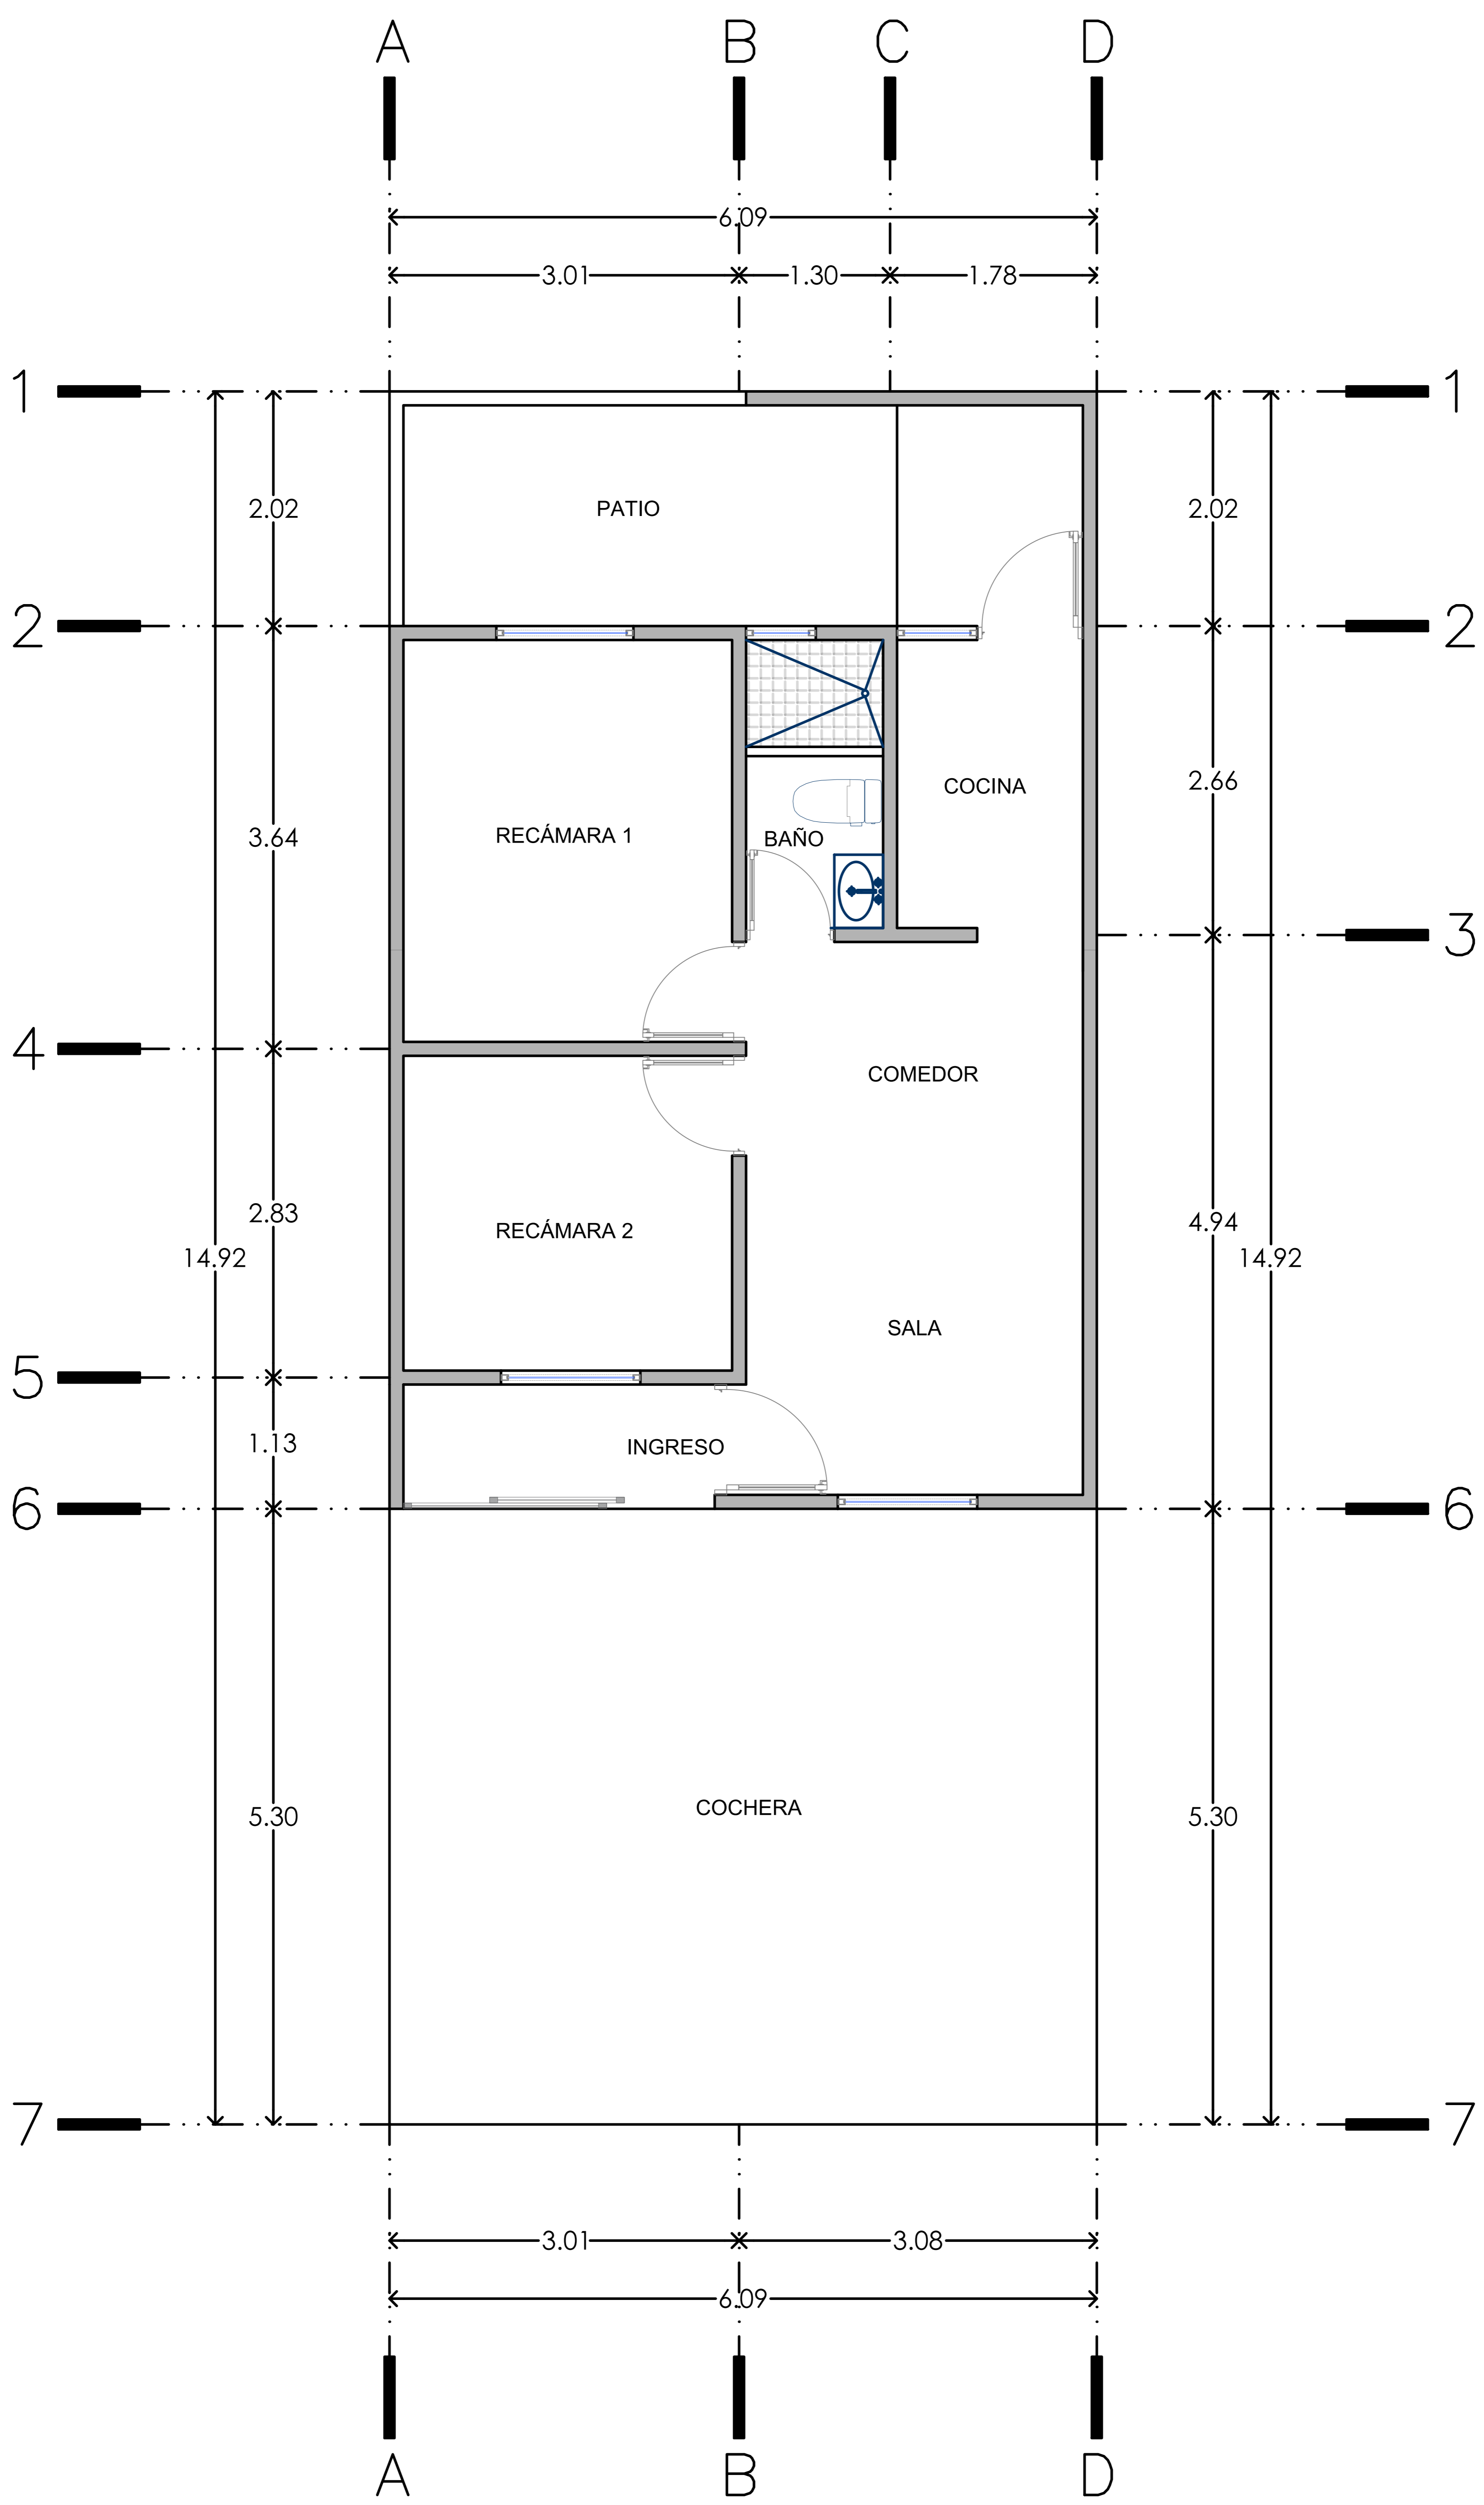 A B C D
6.09
3.01 1.30 1.78
1 1
2.02 2.02
PATIO
2 2
2.66
COCINA
3.64
RECÁMARA 1
BAÑO
3
4
COMEDOR
2.83
4.94
RECÁMARA 2
14.92 14.92
SALA
5
1.13
INGRESO
6 6
COCHERA
5.30 5.30
7 7
3.01 3.08
6.09
A B D